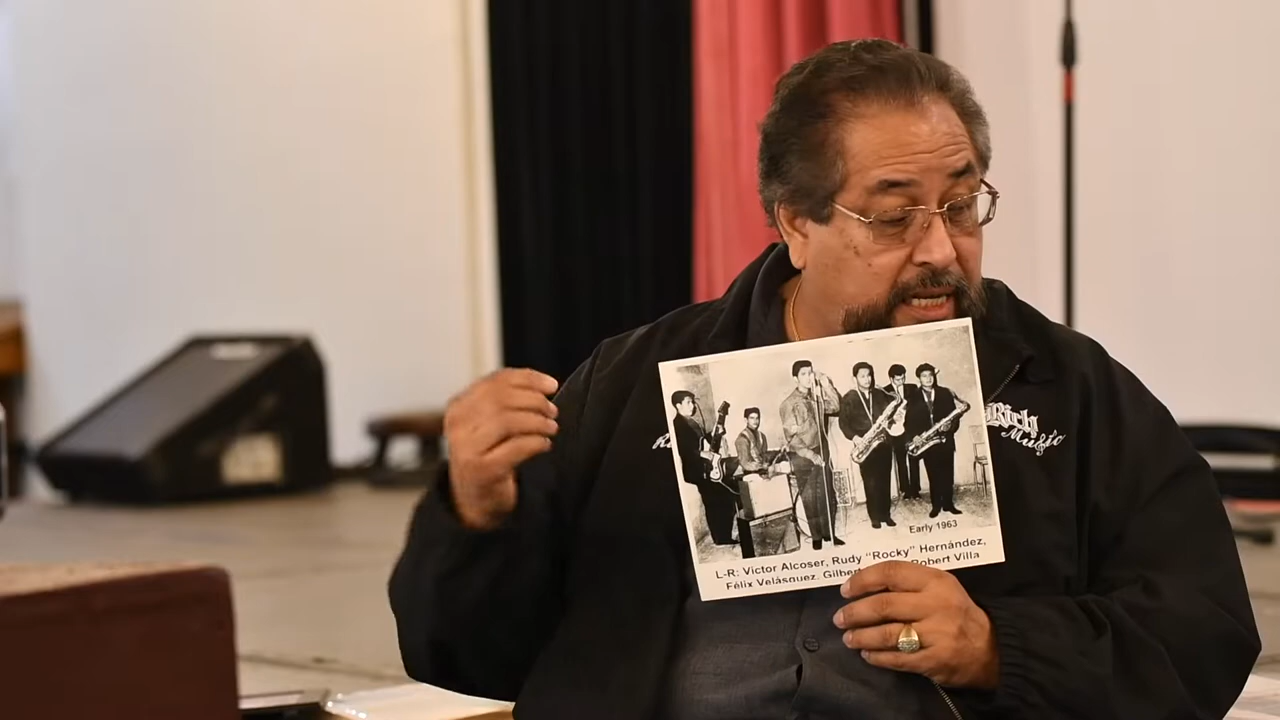 Early 1963
L-R: Victor Alcoser, Rudy "Rocky" Hernández,
Félix Velásquez, Gilbert Robert Villa
Rich
Music